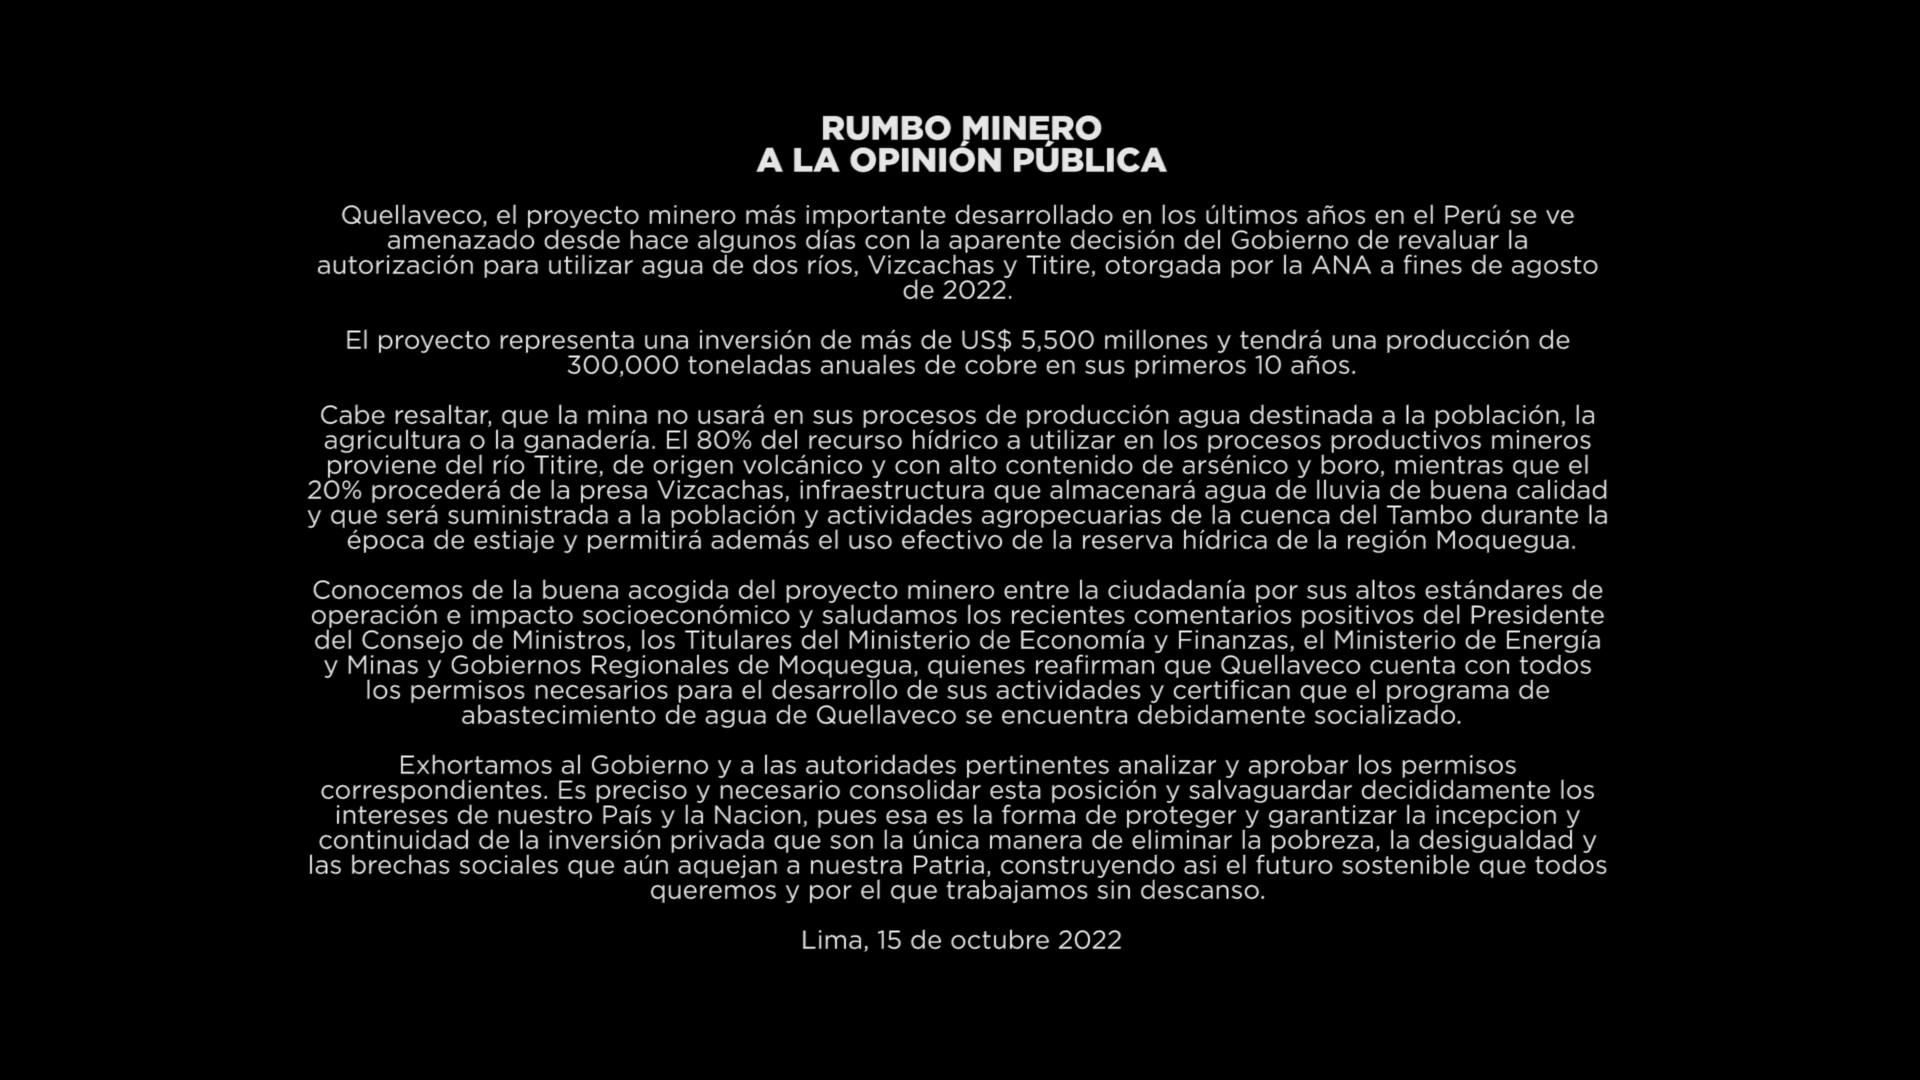 RUMBO MINERO
A LA OPINIÓN PÚBLICA
Quellaveco, el proyecto minero más importante desarrollado en los últimos años en el Perú se ve
amenazado desde hace algunos días con la aparente decisión del Gobierno de revaluar la
autorización para utilizar agua de dos ríos, Vizcachas y Titire, otorgada por la ANA a fines de agosto
de 2022.
El proyecto representa una inversión de más de US$ 5,500 millones y tendrá una producción de
300,000 toneladas anuales de cobre en sus primeros 10 años.
Cabe resaltar, que la mina no usará en sus procesos de producción agua destinada a la población, la
agricultura o la ganadería. El 80% del recurso hídrico a utilizar en los procesos productivos mineros
proviene del río Titire, de origen volcánico y con alto contenido de arsénico y boro, mientras que el
20% procederá de la presa Vizcachas, infraestructura que almacenará agua de lluvia de buena calidad
y que será suministrada a la población y actividades agropecuarias de la cuenca del Tambo durante la
época de estiaje y permitirá además el uso efectivo de la reserva hídrica de la región Moquegua.
Conocemos de la buena acogida del proyecto minero entre la ciudadanía por sus altos estándares de
operación e impacto socioeconómico y saludamos los recientes comentarios positivos del Presidente
del Consejo de Ministros, los Titulares del Ministerio de Economía y Finanzas, el Ministerio de Energía
y Minas y Gobiernos Regionales de Moquegua, quienes reafirman que Quellaveco cuenta con todos
los permisos necesarios para el desarrollo de sus actividades y certifican que el programa de
abastecimiento de agua de Quellaveco se encuentra debidamente socializado.
Exhortamos al Gobierno y a las autoridades pertinentes analizar y aprobar los permisos
correspondientes. Es preciso y necesario consolidar esta posición y salvaguardar decididamente los
intereses de nuestro País y la Nacion, pues esa es la forma de proteger y garantizar la incepcion y
continuidad de la inversión privada que son la única manera de eliminar la pobreza, la desigualdad y
las brechas sociales que aún aquejan a nuestra Patria, construyendo asi el futuro sostenible que todos
queremos y por el que trabajamos sin descanso.
Lima, 15 de octubre 2022